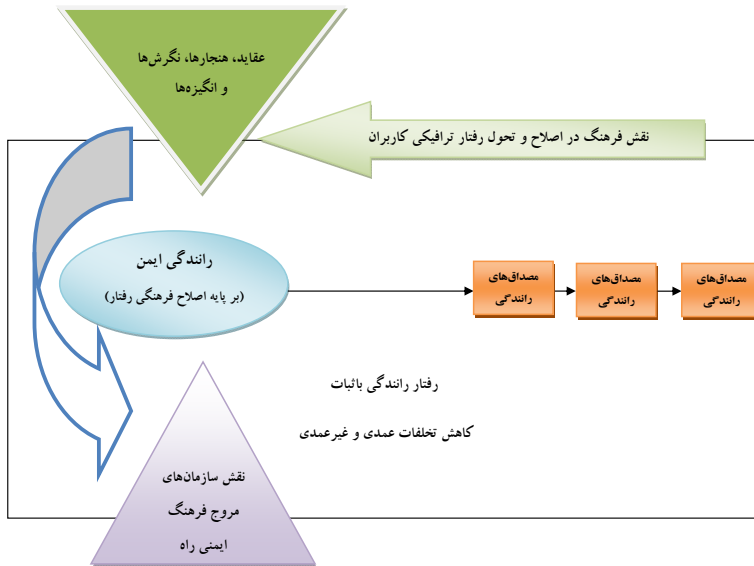 عقاید، هنجارها، نگرش‌ها
و انگیزه‌ها
نقش فرهنگ در اصلاح و تحول رفتار ترافیکی کاربران
رانندگی ایمن
(بر پایه اصلاح فرهنگی رفتار)
مصداق‌های
رانندگی
مصداق‌های
رانندگی
مصداق‌های
رانندگی
رفتار رانندگی باثبات
کاهش تخلفات عمدی و غیرعمدی
نقش سازمان‌های
مروج فرهنگ
ایمنی راه